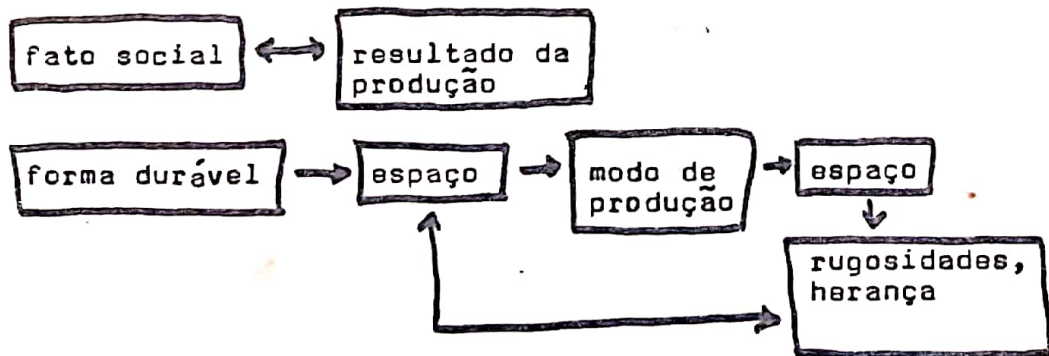 fato social
resultado da
produção
forma durável
espaço
modo de
produção
espaço
rugosidades,
herança